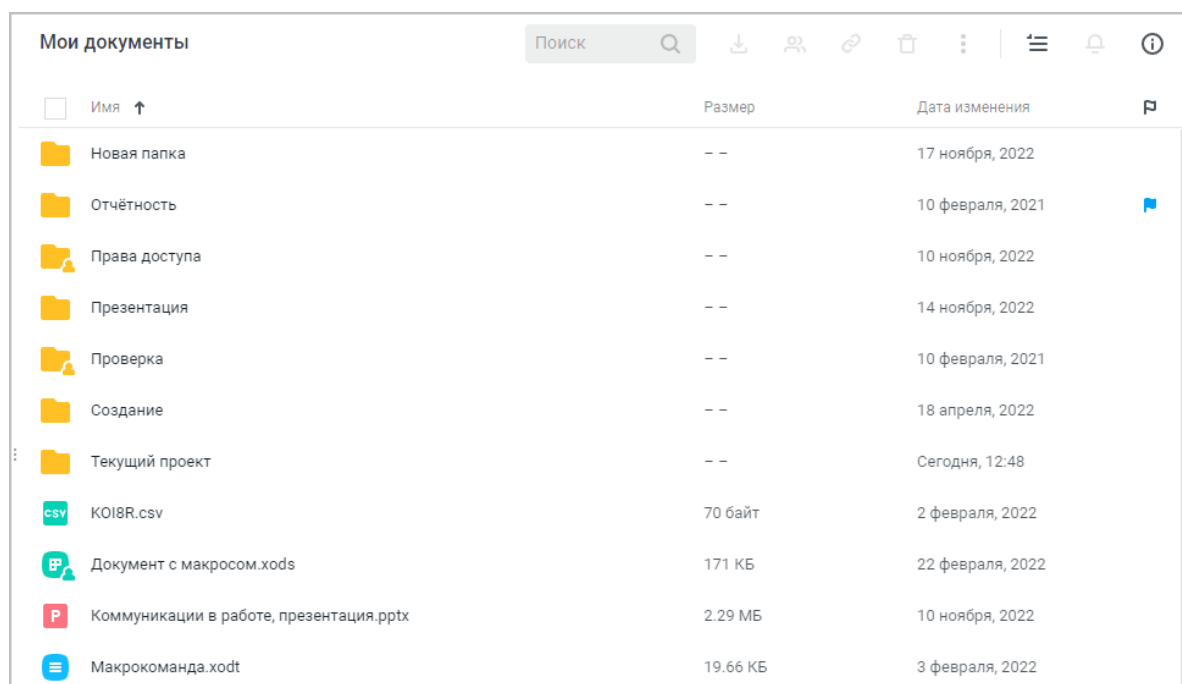 Мои документы Поиск
Имя Размер Дата изменения
Новая папка – – 17 ноября, 2022
Отчётность – – 10 февраля, 2021
Права доступа – – 10 ноября, 2022
Презентация – – 14 ноября, 2022
Проверка – – 10 февраля, 2021
Создание – – 18 апреля, 2022
Текущий проект – – Сегодня, 12:48
CSV KOI8R.csv 70 байт 2 февраля, 2022
Документ с макросом.xods 171 КБ 22 февраля, 2022
P Коммуникации в работе, презентация.pptx 2.29 МБ 10 ноября, 2022
Макрокоманда.xodt 19.66 КБ 3 февраля, 2022